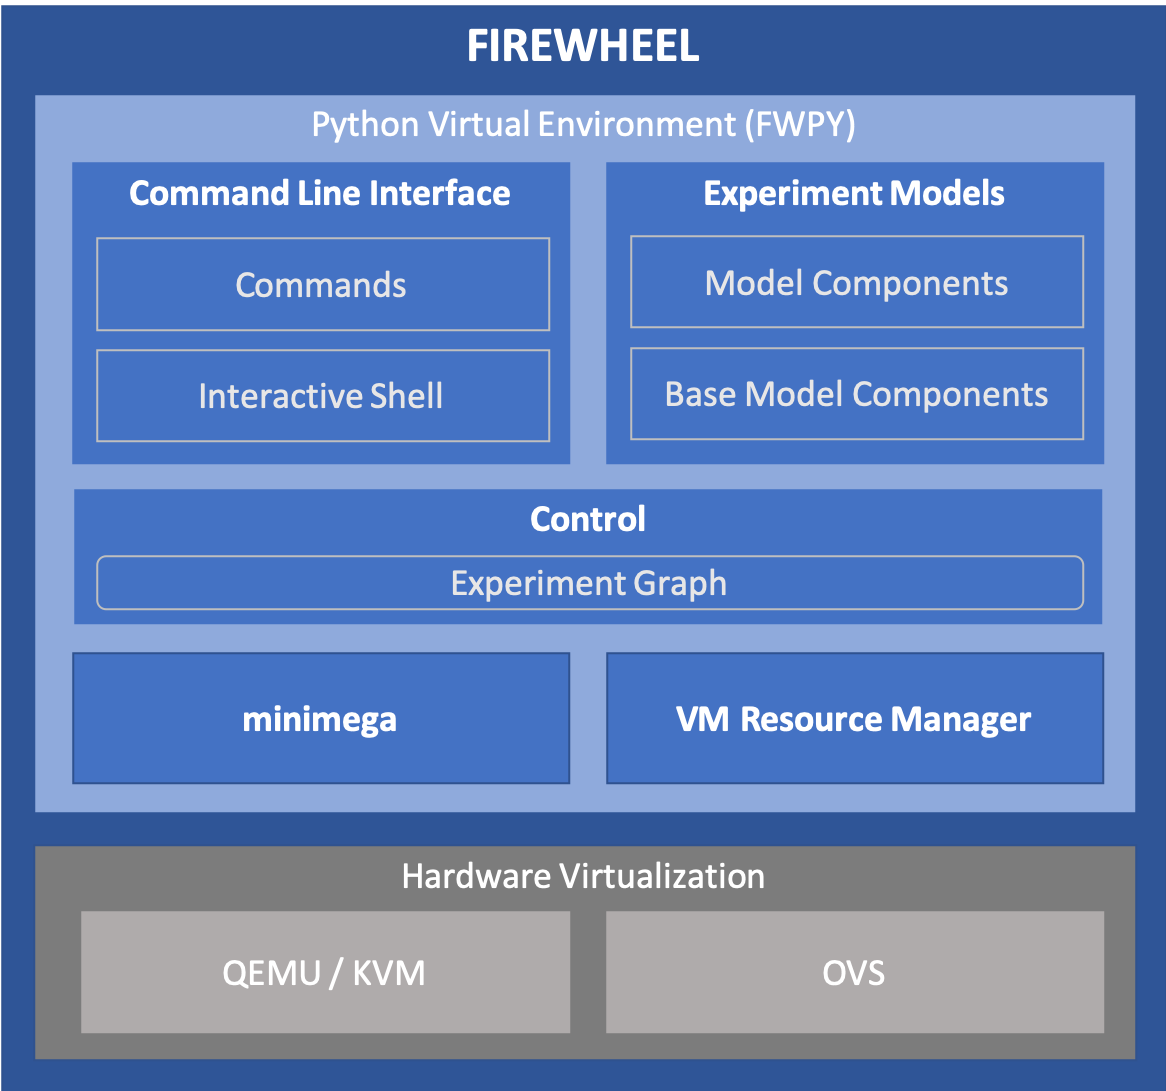 FIREWHEEL
Python Virtual Environment (FWPY)
Command Line Interface
Commands
Interactive Shell
Experiment Models
Model Components
Base Model Components
Control
Experiment Graph
minimega
VM Resource Manager
Hardware Virtualization
QEMU / KVM
OVS